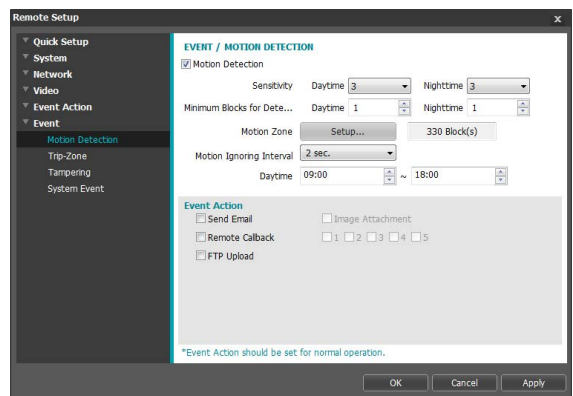 Remote Setup
x
Quick Setup
System
Network
Video
Event Action
Event
Motion Detection
Trip-Zone
Tampering
System Event
EVENT / MOTION DETECTION
Motion Detection
Sensitivity Daytime 3 Nighttime 3
Minimum Blocks for Dete... Daytime 1 Nighttime 1
Motion Zone Setup... 330 Block(s)
Motion Ignoring Interval 2 sec.
Daytime 09:00 ~ 18:00
Event Action
Send Email Image Attachment
Remote Callback 1 2 3 4 5
FTP Upload
*Event Action should be set for normal operation.
OK Cancel Apply